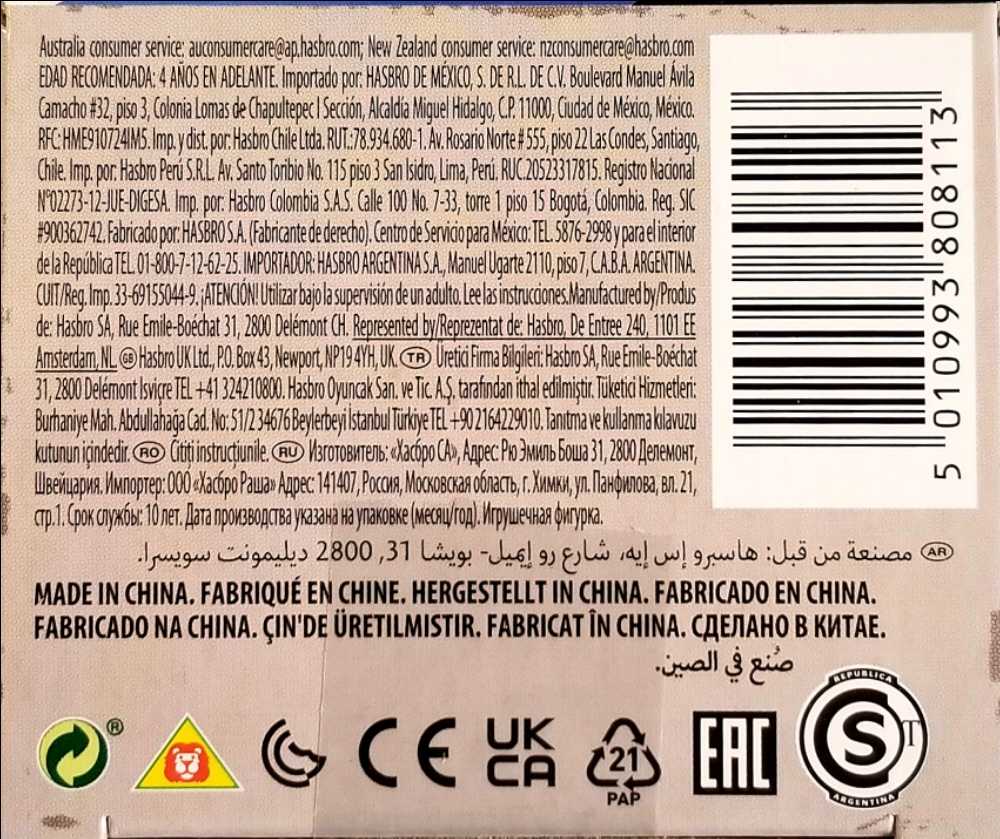 Australia consumer service: auconsumercare@ap.hasbro.com; New Zealand consumer service: nzconsumercare@hasbro.com
EDAD RECOMENDADA: 4 AÑOS EN ADELANTE. Importado por: HASBRO DE MÉXICO, S. DE R.L. DE C.V. Boulevard Manuel Ávila
Camacho #32, piso 3, Colonia Lomas de Chapultepec I Sección, Alcaldía Miguel Hidalgo, C.P. 11000, Ciudad de México, México.
RFC: HME910724IM5. Imp. y dist. por: Hasbro Chile Ltda. RUT.:78.934.680-1. Av. Rosario Norte # 555, piso 22 Las Condes, Santiago,
Chile. Imp. por: Hasbro Perú S.R.L. Av. Santo Toribio No. 115 piso 3 San Isidro, Lima, Perú. RUC.20523317815. Registro Nacional
Nº02273-12-JUE-DIGESA. Imp. por: Hasbro Colombia S.A.S. Calle 100 No. 7-33, torre 1 piso 15 Bogotá, Colombia. Reg. SIC
#900362742. Fabricado por: HASBRO S.A. (Fabricante de derecho). Centro de Servicio para México: TEL. 5876-2998 y para el interior
de la República TEL. 01-800-7-12-62-25. IMPORTADOR: HASBRO ARGENTINA S.A., Manuel Ugarte 2110, piso 7, C.A.B.A. ARGENTINA.
CUIT/Reg. Imp. 33-69155044-9. ¡ATENCIÓN! Utilizar bajo la supervisión de un adulto. Lee las instrucciones.Manufactured by/Produs
de: Hasbro SA, Rue Emile-Boéchat 31, 2800 Delémont CH. Represented by/Reprezentat de: Hasbro, De Entree 240, 1101 EE
Amsterdam, NL. GB Hasbro UK Ltd., P.O. Box 43, Newport, NP19 4YH, UK. TR Üretici Firma Bilgileri: Hasbro SA, Rue Emile-Boéchat
31, 2800 Delémont İsviçre TEL +41 324210800. Hasbro Oyuncak San. ve Tic. A.Ş. tarafından ithal edilmiştir. Tüketici Hizmetleri:
Burhaniye Mah. Abdullahağa Cad. No: 51/2 34676 Beylerbeyi İstanbul Türkiye TEL +90 2164229010. Tanıtma ve kullanma kılavuzu
kutunun içindedir. RO Citiți instrucțiunile. RU Изготовитель: «Хасбро СА», Адрес: Рю Эмиль Боша 31, 2800 Делемонт,
Швейцария. Импортер: ООО «Хасбро Раша» Адрес: 141407, Россия, Московская область, г. Химки, ул. Панфилова, вл. 21,
стр.1. Срок службы: 10 лет. Дата производства указана на упаковке (месяц/год). Игрушечная фигурка.
AR مصنعة من قبل: هاسبرو إس إيه، شارع رو إيميل- بويشا 31, 2800 ديليمونت سويسرا.
MADE IN CHINA. FABRIQUÉ EN CHINE. HERGESTELLT IN CHINA. FABRICADO EN CHINA.
FABRICADO NA CHINA. ÇIN'DE ÜRETILMISTIR. FABRICAT ÎN CHINA. СДЕЛАНО В КИТАЕ.
صُنع في الصين.
5 010993 808113
® CE UK CA 21 PAP EAC REPUBLICA S T ARGENTINA